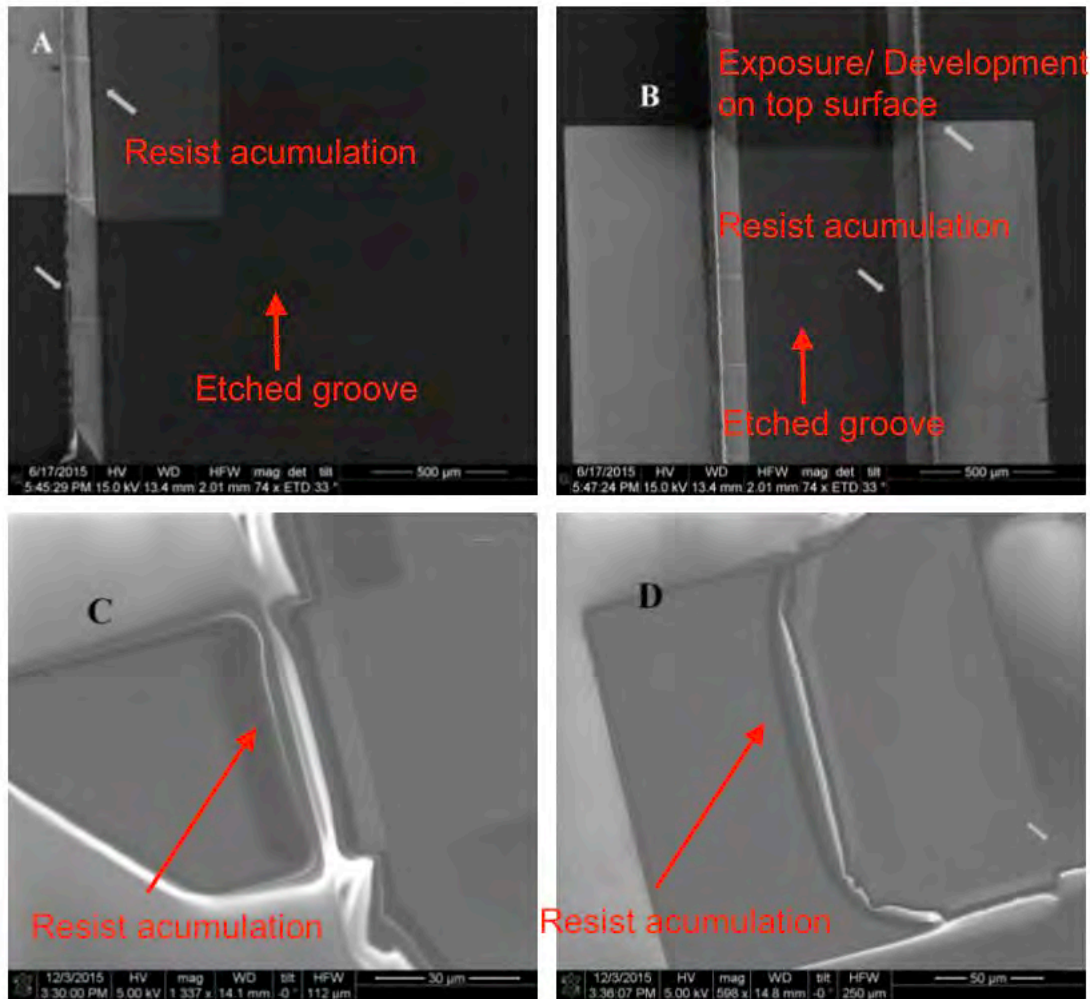 A
Resist acumulation
Etched groove
6/17/2015 HV WD HFW mag det tilt 500 µm
5:45:29 PM 15.0 kV 13.4 mm 2.01 mm 74 x ETD 33 °
Exposure/ Development
on top surface
B
Resist acumulation
Etched groove
6/17/2015 HV WD HFW mag det tilt 500 µm
5:47:24 PM 15.0 kV 13.4 mm 2.01 mm 74 x ETD 33 °
C
Resist acumulation
12/3/2015 HV mag WD tilt HFW 30 µm
3:30:00 PM 5.00 kV 1 337 x 14.1 mm -0 ° 112 µm
D
Resist acumulation
12/3/2015 HV mag WD tilt HFW 50 µm
3:36:07 PM 5.00 kV 598 x 14.8 mm -0 ° 250 µm